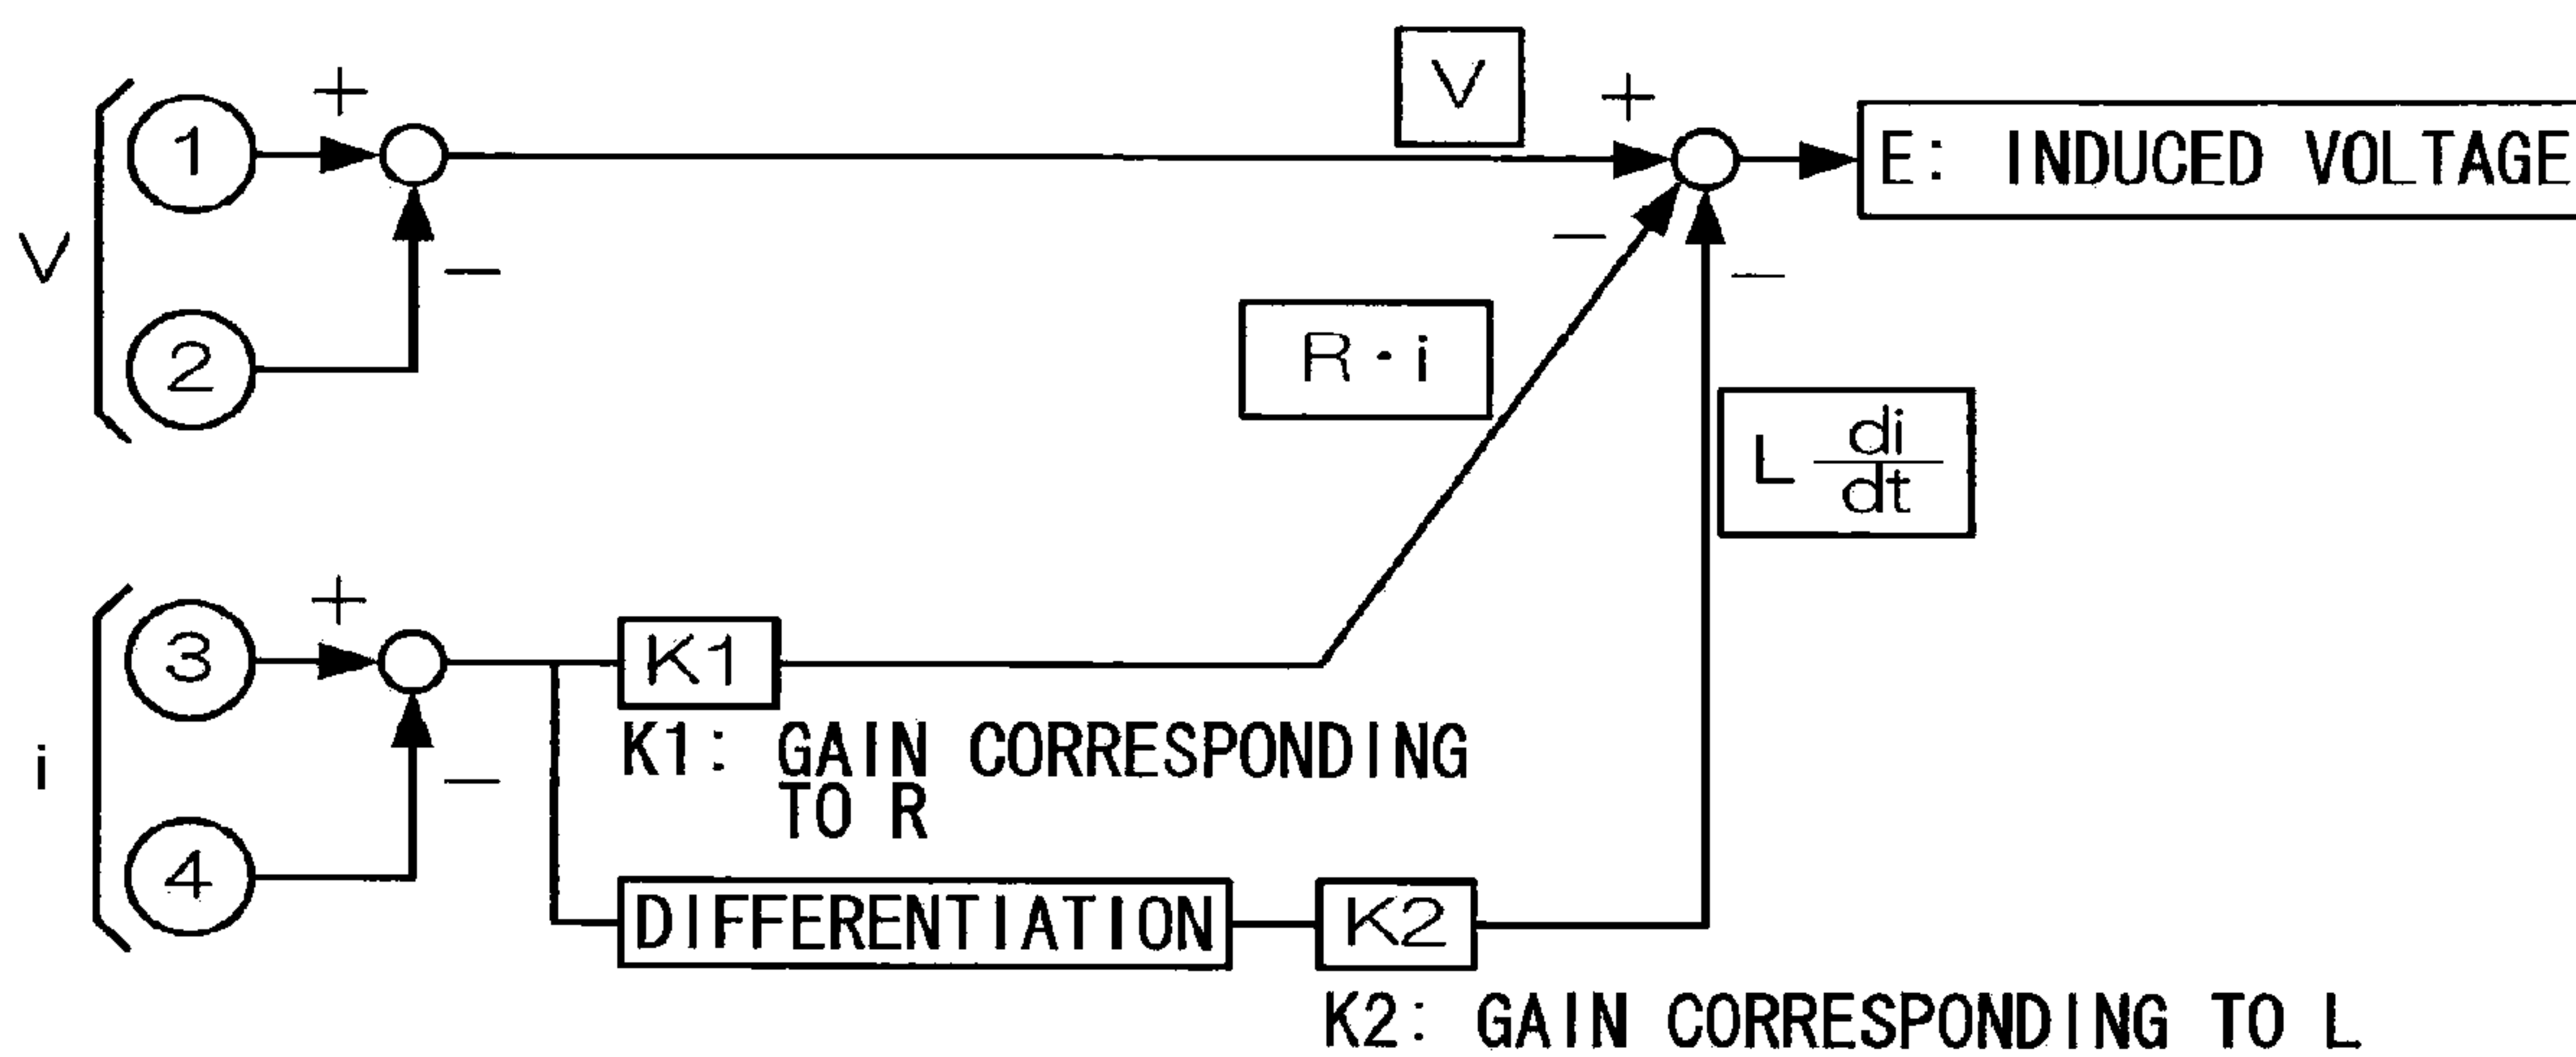 V
+
V
+
1
E: INDUCED VOLTAGE
−
−
−
2
R · i
L di/dt
+
3
K1
K1: GAIN CORRESPONDING
TO R
i
−
4
DIFFERENTIATION
K2
K2: GAIN CORRESPONDING TO L